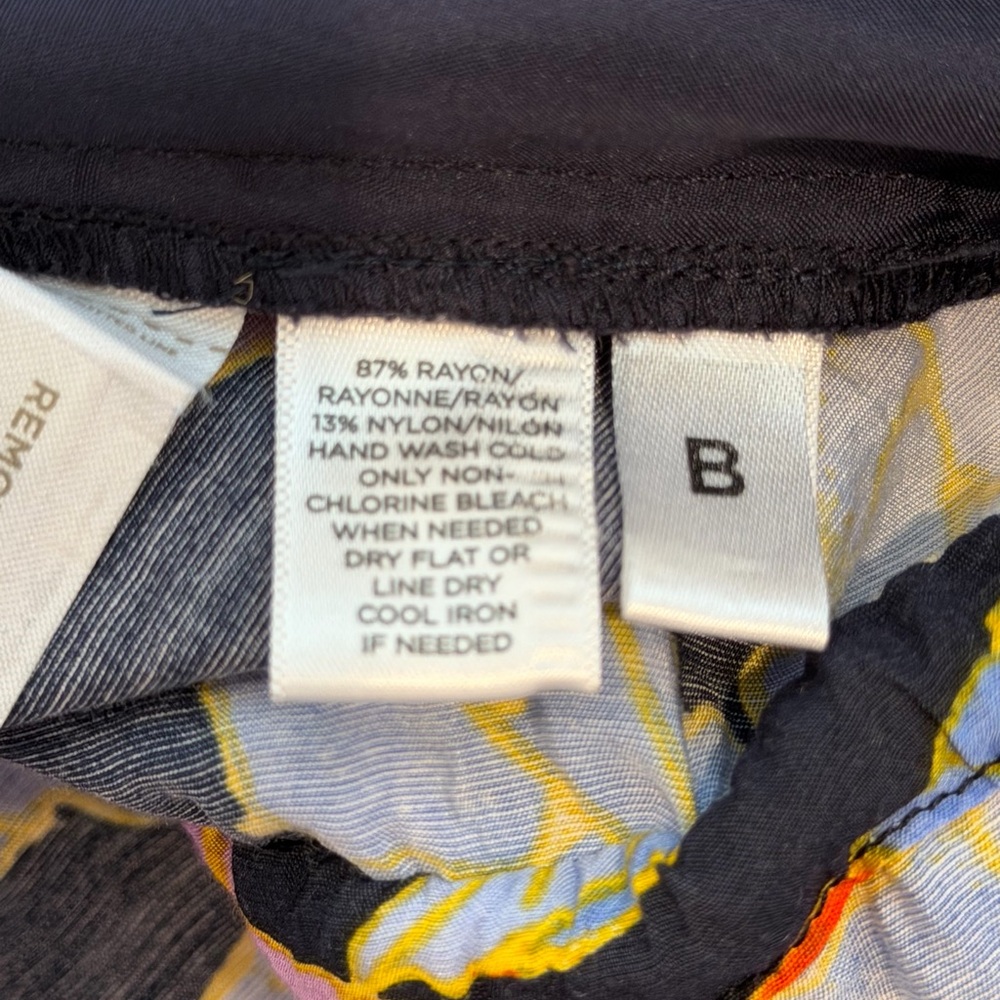 REMO
87% RAYON/
RAYONNE/RAYON
13% NYLON/NILON
HAND WASH COLD
ONLY NON-
CHLORINE BLEACH
WHEN NEEDED
DRY FLAT OR
LINE DRY
COOL IRON
IF NEEDED
B